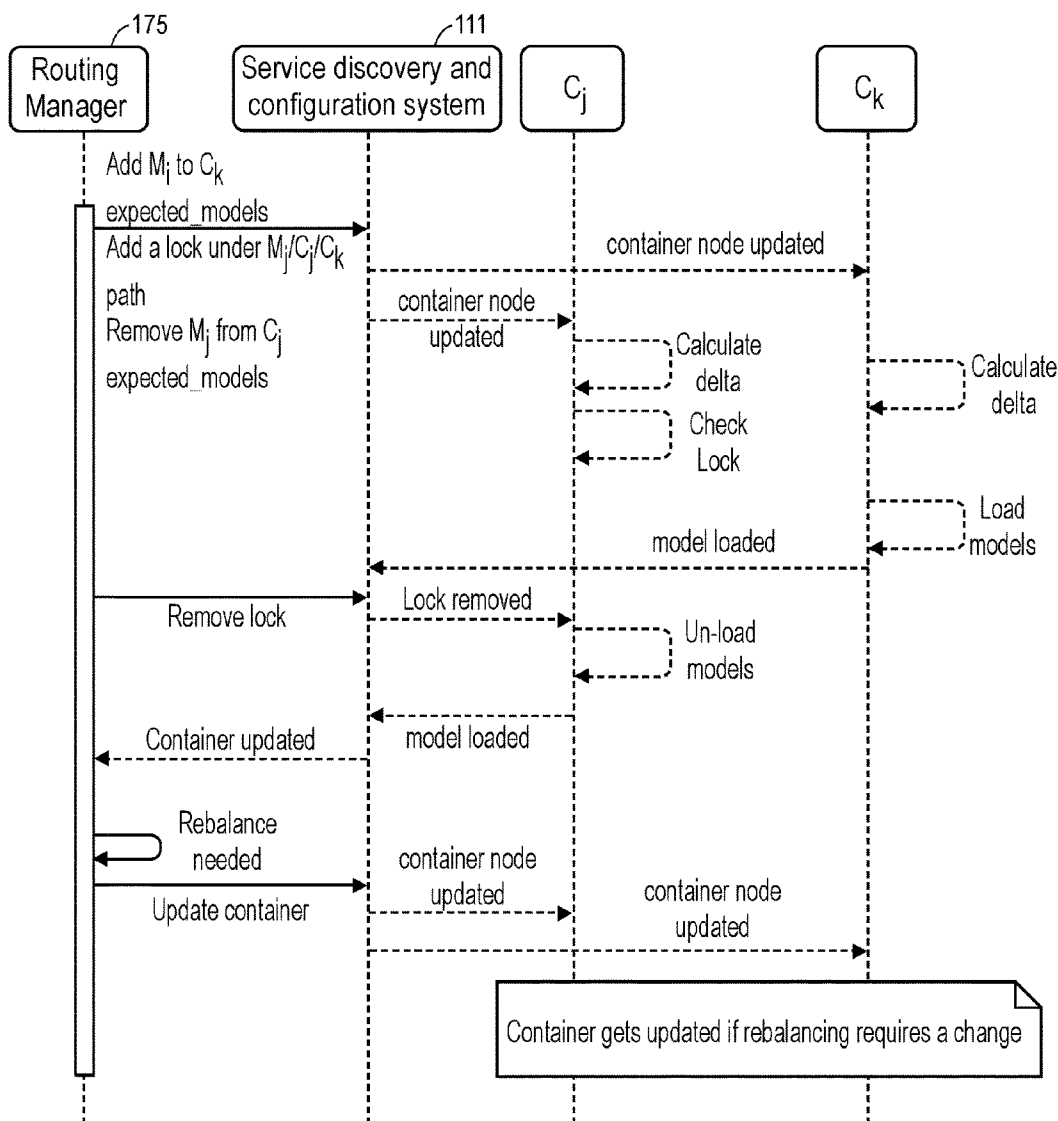 175
111
Routing
Manager
Service discovery and
configuration system
Cj
Ck
Add Mi to Ck
expected_models
Add a lock under Mj/Cj/Ck
path
Remove Mj from Cj
expected_models
container node updated
container node
updated
Calculate
delta
Calculate
delta
Check
Lock
Load
models
model loaded
Remove lock
Lock removed
Un-load
models
model loaded
Container updated
Rebalance
needed
container node
updated
Update container
container node
updated
Container gets updated if rebalancing requires a change